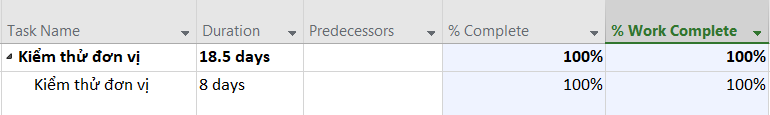 Task Name Duration Predecessors % Complete % Work Complete
Kiểm thử đơn vị 18.5 days 100% 100%
Kiểm thử đơn vị 8 days 100% 100%